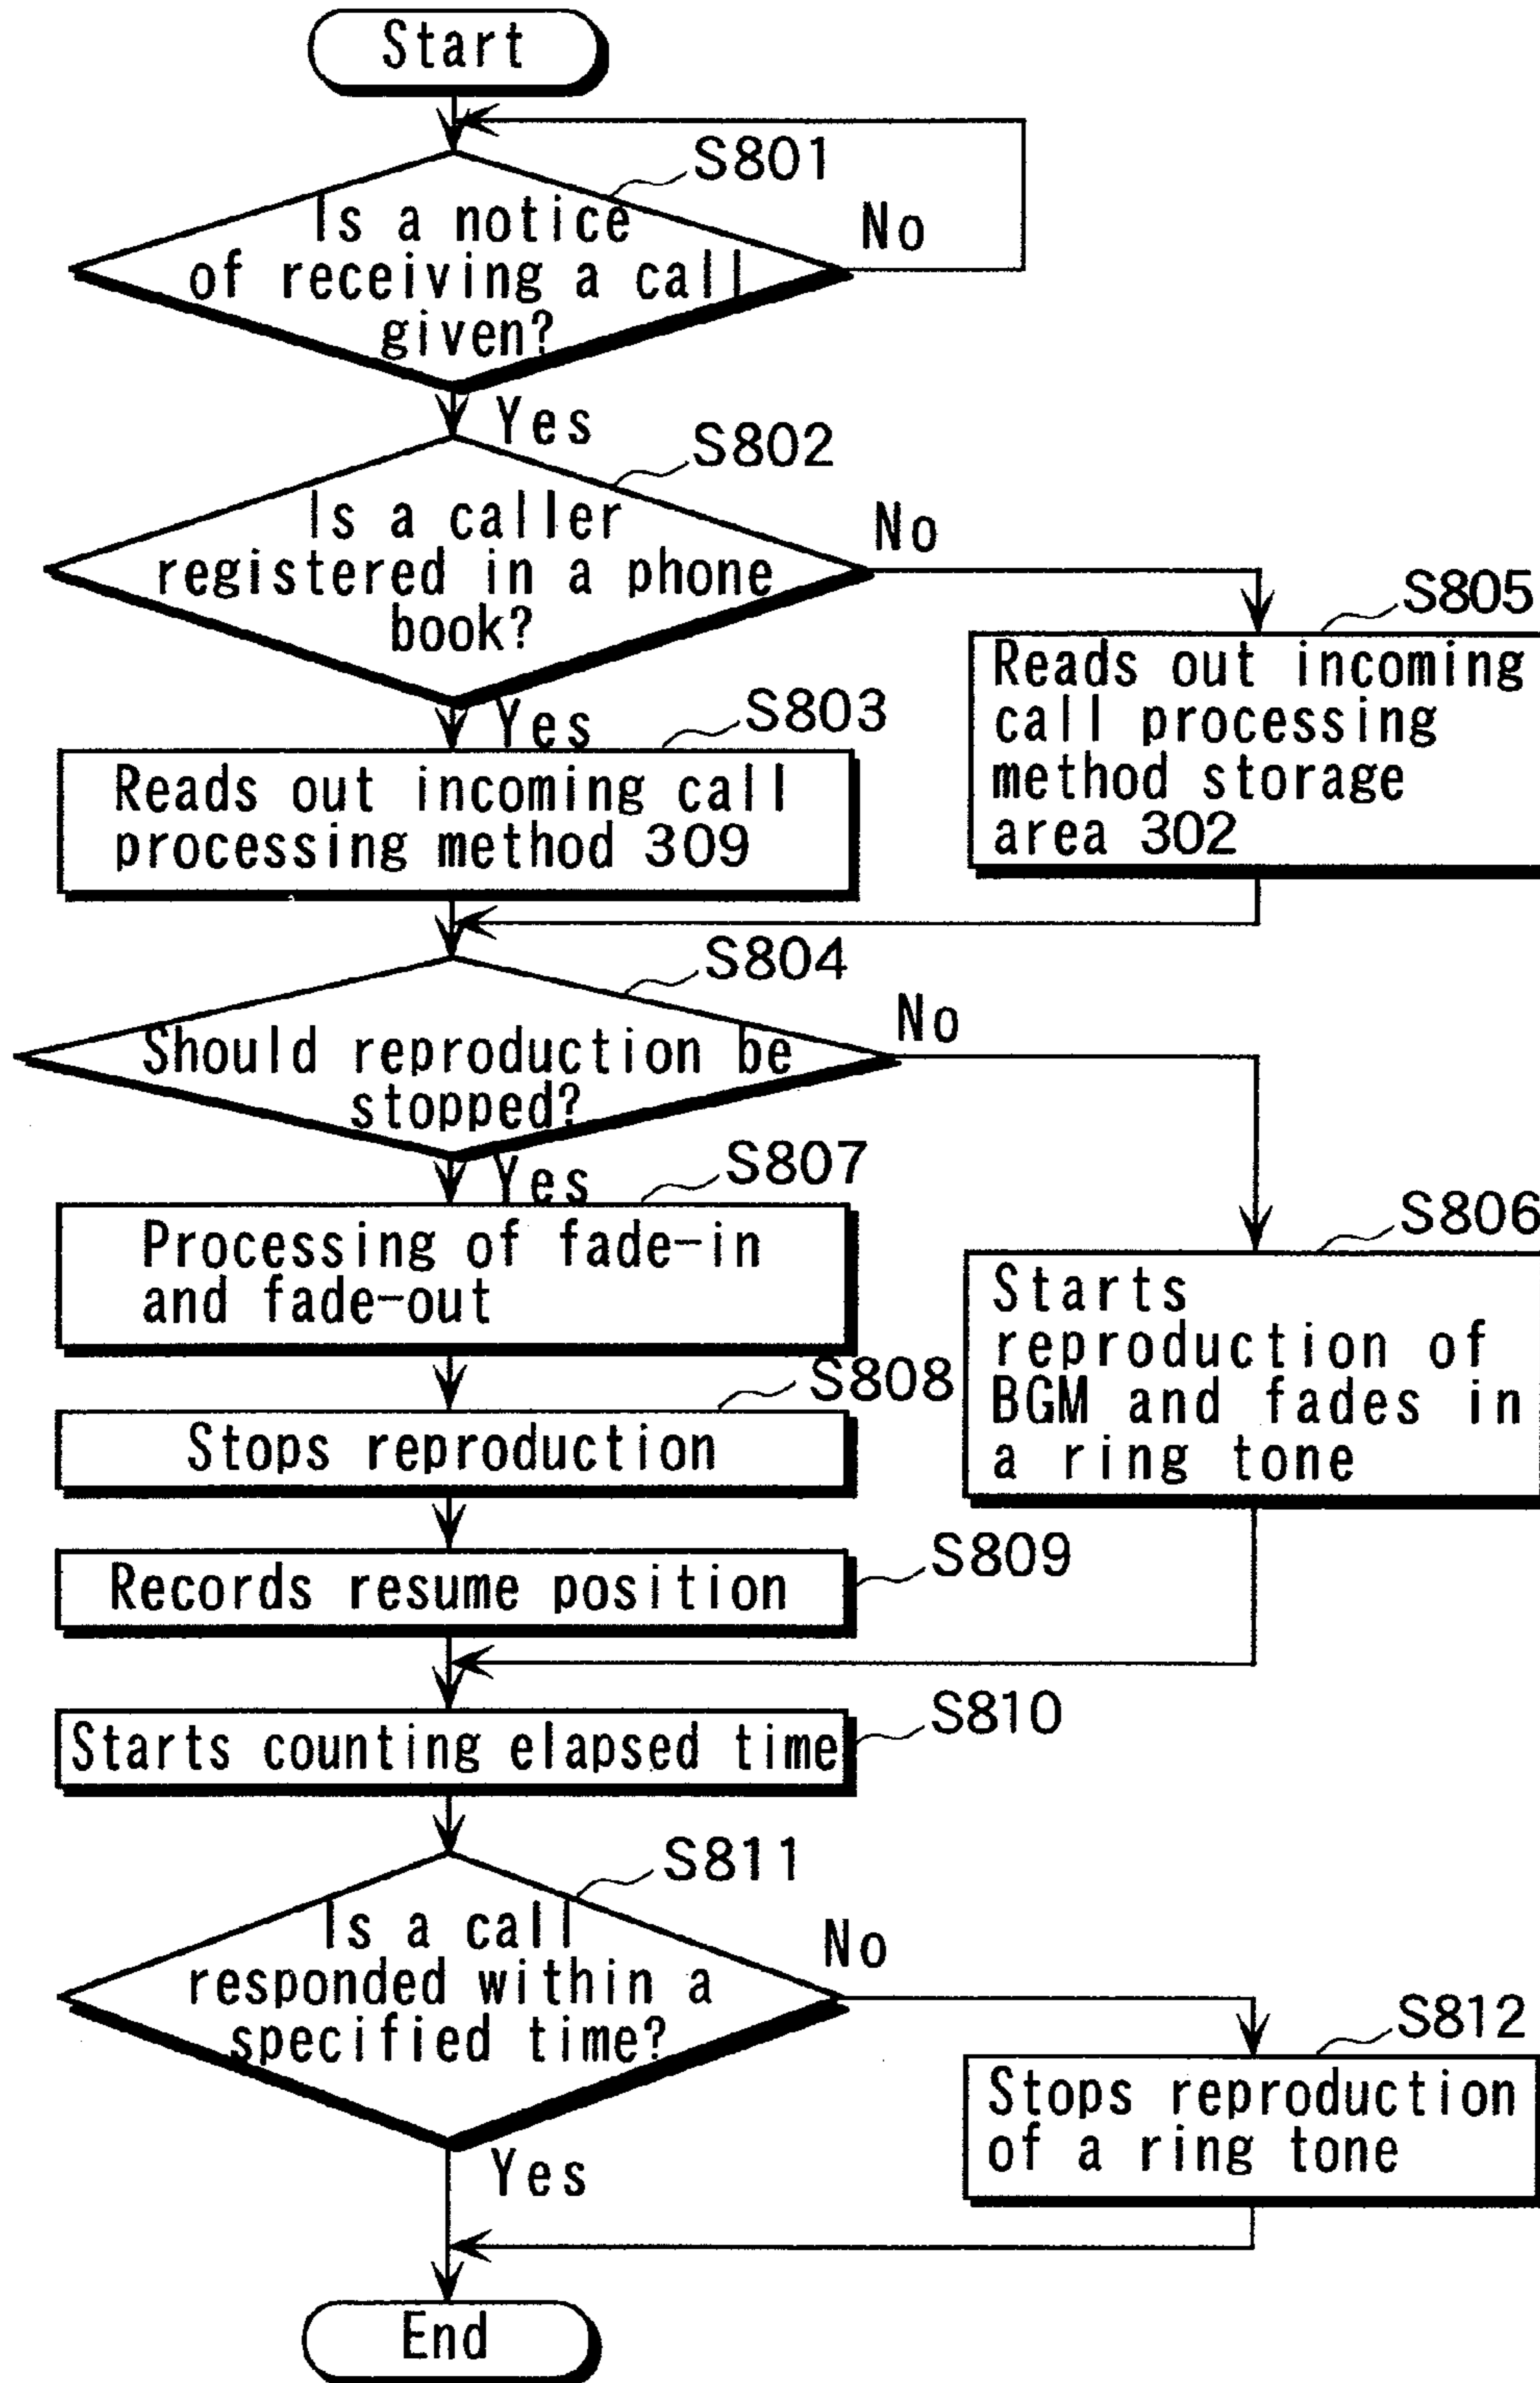 Start
S801
Is a notice
of receiving a call
given?
No
Yes
S802
Is a caller
registered in a phone
book?
No
S805
Reads out incoming
call processing
method storage
area 302
Yes
S803
Reads out incoming call
processing method 309
S804
Should reproduction be
stopped?
No
Yes
S807
Processing of fade-in
and fade-out
S806
Starts
reproduction of
BGM and fades in
a ring tone
S808
Stops reproduction
S809
Records resume position
S810
Starts counting elapsed time
S811
Is a call
responded within a
specified time?
No
S812
Stops reproduction
of a ring tone
Yes
End